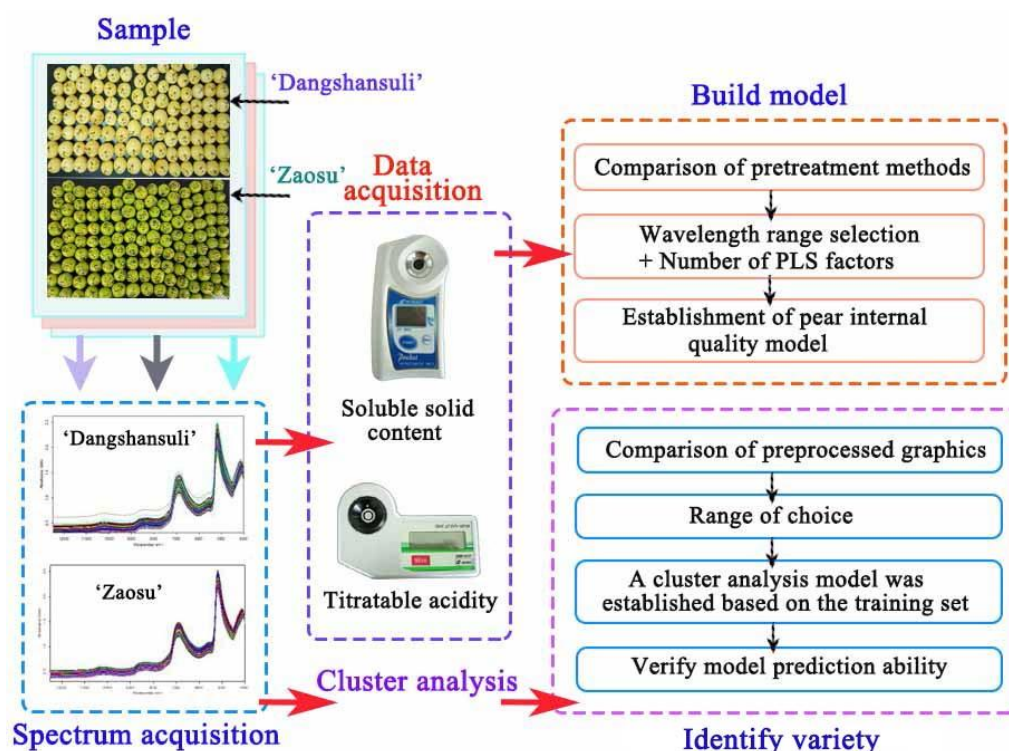 Sample
‘Dangshansuli’
‘Zaosu’
Data
acquisition
Build model
Comparison of pretreatment methods
Wavelength range selection
+ Number of PLS factors
Establishment of pear internal
quality model
Soluble solid
content
Titratable acidity
‘Dangshansuli’
‘Zaosu’
Spectrum acquisition
Cluster analysis
Comparison of preprocessed graphics
Range of choice
A cluster analysis model was
established based on the training set
Verify model prediction ability
Identify variety